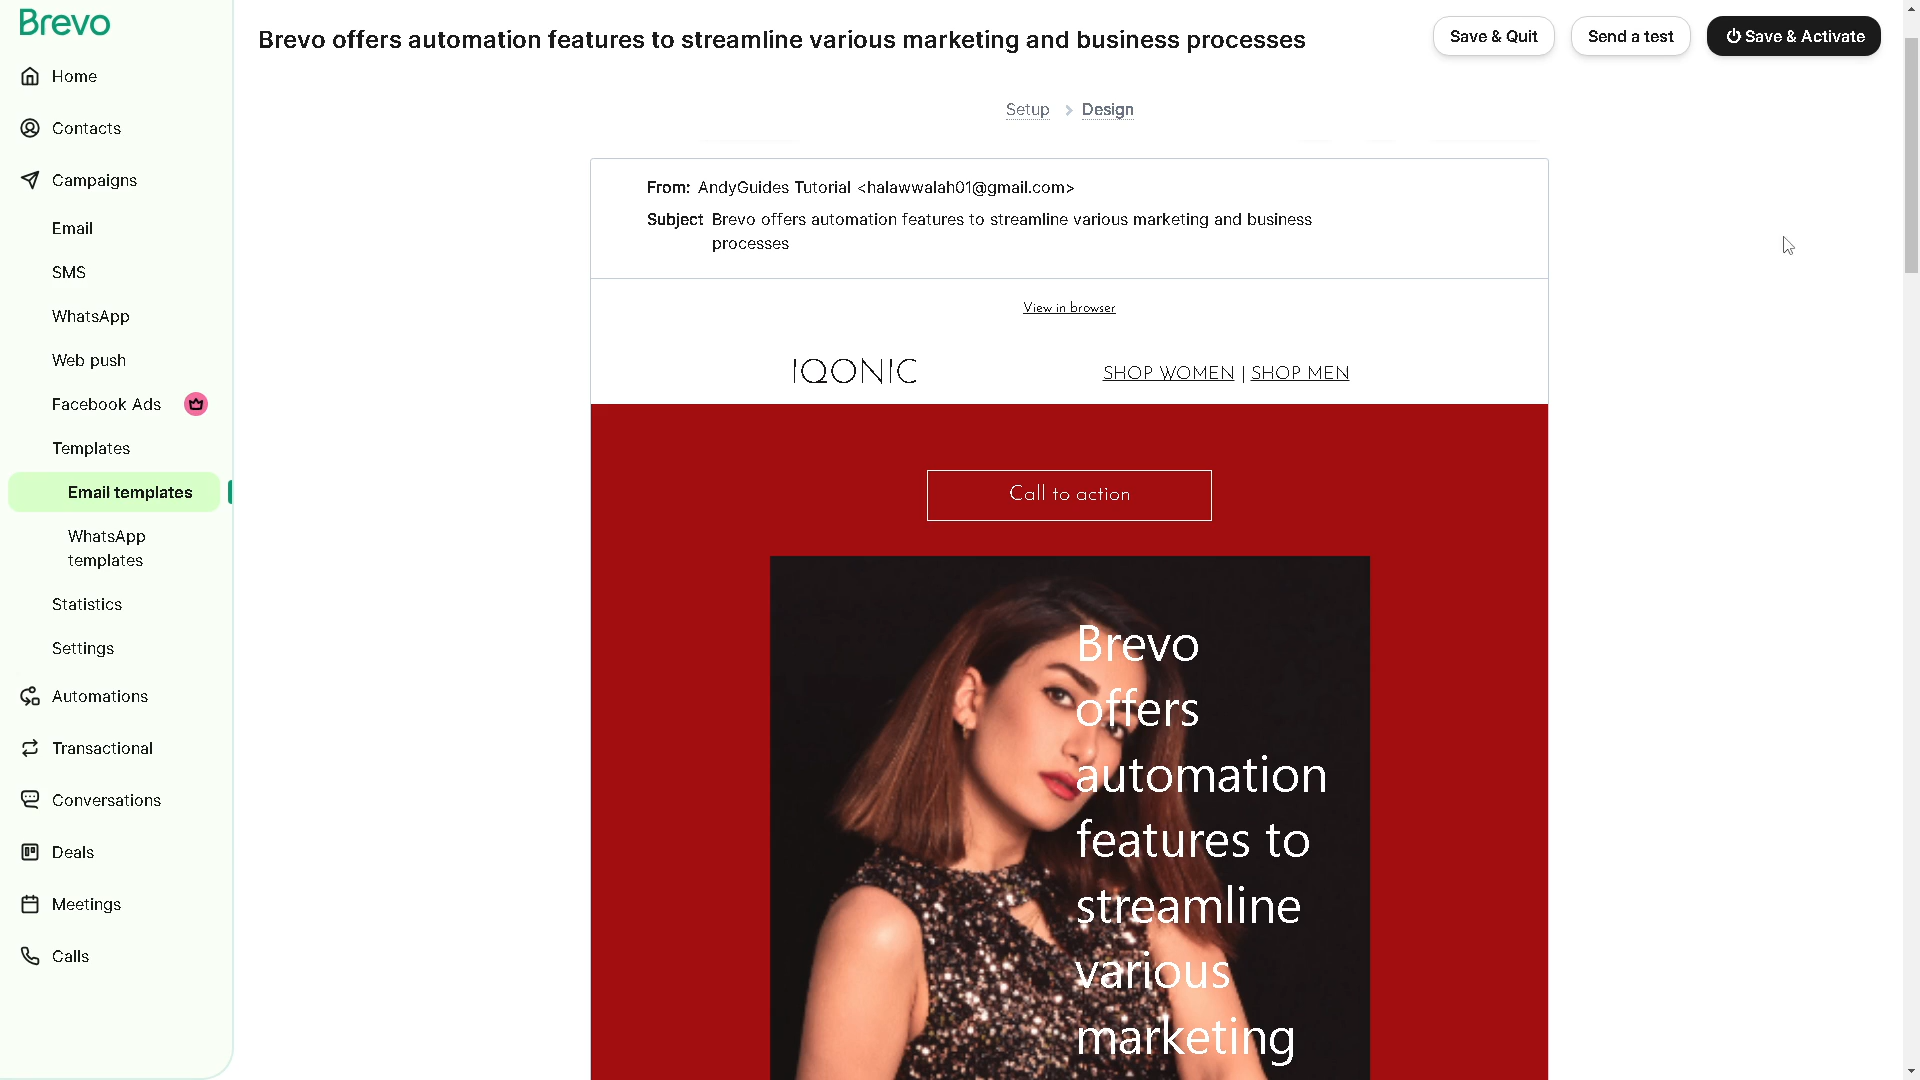 Brevo
Home
Contacts
Campaigns
Email
SMS
WhatsApp
Web push
Facebook Ads
Templates
Email templates
WhatsApp
templates
Statistics
Settings
Automations
Transactional
Conversations
Deals
Meetings
Calls
Brevo offers automation features to streamline various marketing and business processes
Save & Quit
Send a test
Save & Activate
Setup
Design
From: AndyGuides Tutorial <halawwalah01@gmail.com>
Subject Brevo offers automation features to streamline various marketing and business
processes
View in browser
IQONIC
SHOP WOMEN | SHOP MEN
Call to action
Brevo
offers
automation
features to
streamline
various
marketing